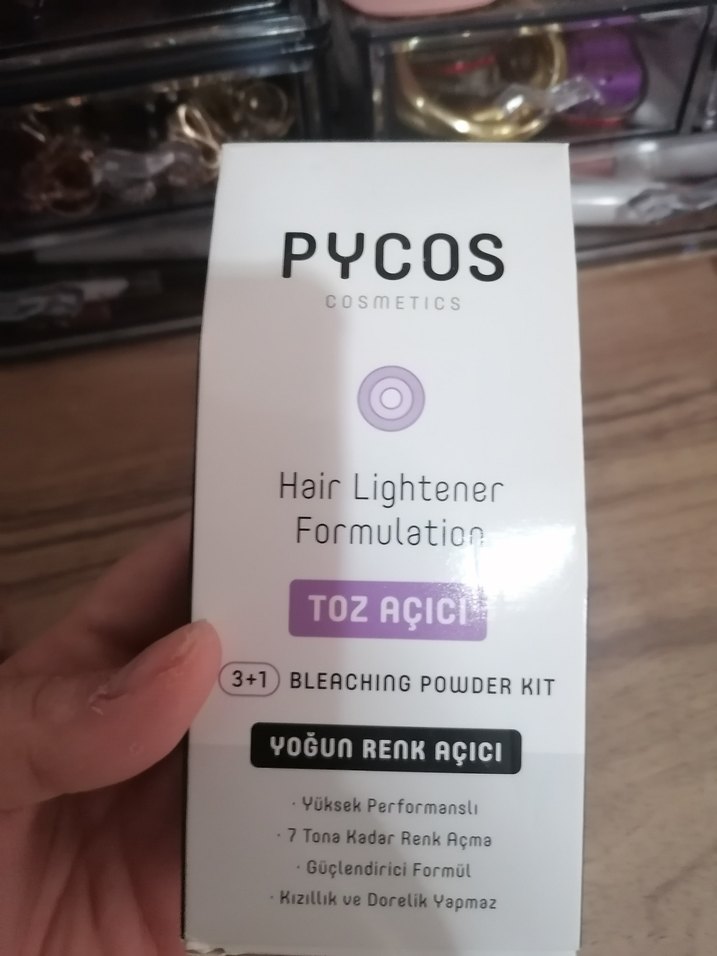 PYCOS
COSMETICS
Hair Lightener
Formulation
TOZ AÇICI
3+1 BLEACHING POWDER KIT
YOĞUN RENK AÇICI
· Yüksek Performanslı
· 7 Tona Kadar Renk Açma
· Güçlendirici Formül
· Kızıllık ve Dorelik Yapmaz